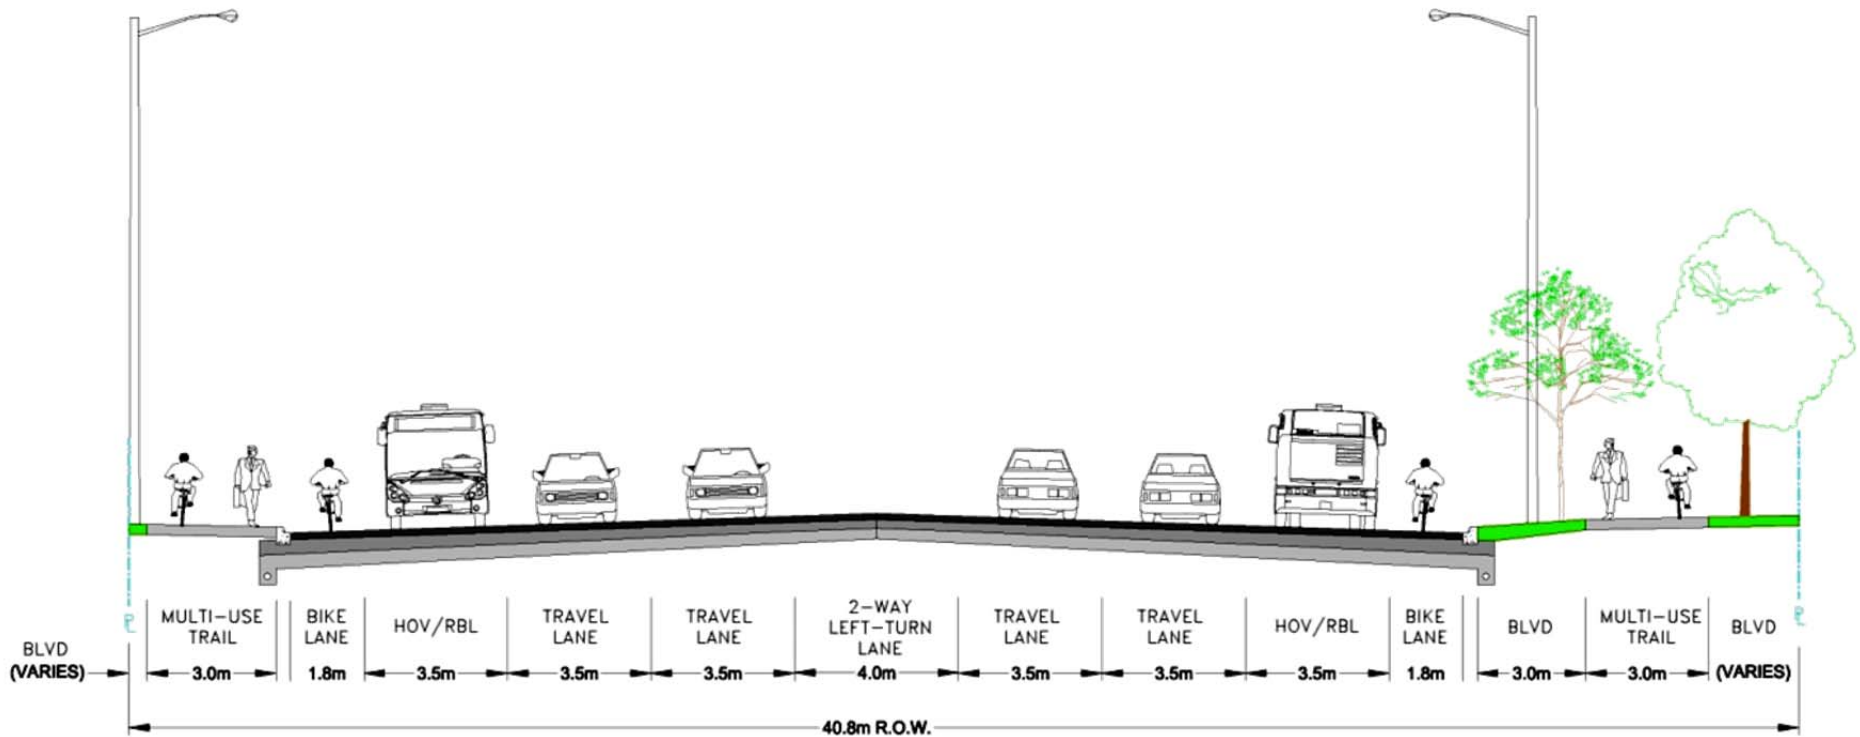 MULTI-USE
TRAIL
BIKE
LANE
HOV/RBL
TRAVEL
LANE
TRAVEL
LANE
2-WAY
LEFT-TURN
LANE
TRAVEL
LANE
TRAVEL
LANE
HOV/RBL
BIKE
LANE
BLVD
MULTI-USE
TRAIL
BLVD
BLVD
(VARIES)
3.0m
1.8m
3.5m
3.5m
3.5m
4.0m
3.5m
3.5m
3.5m
1.8m
3.0m
3.0m
(VARIES)
40.8m R.O.W.
PL
PL